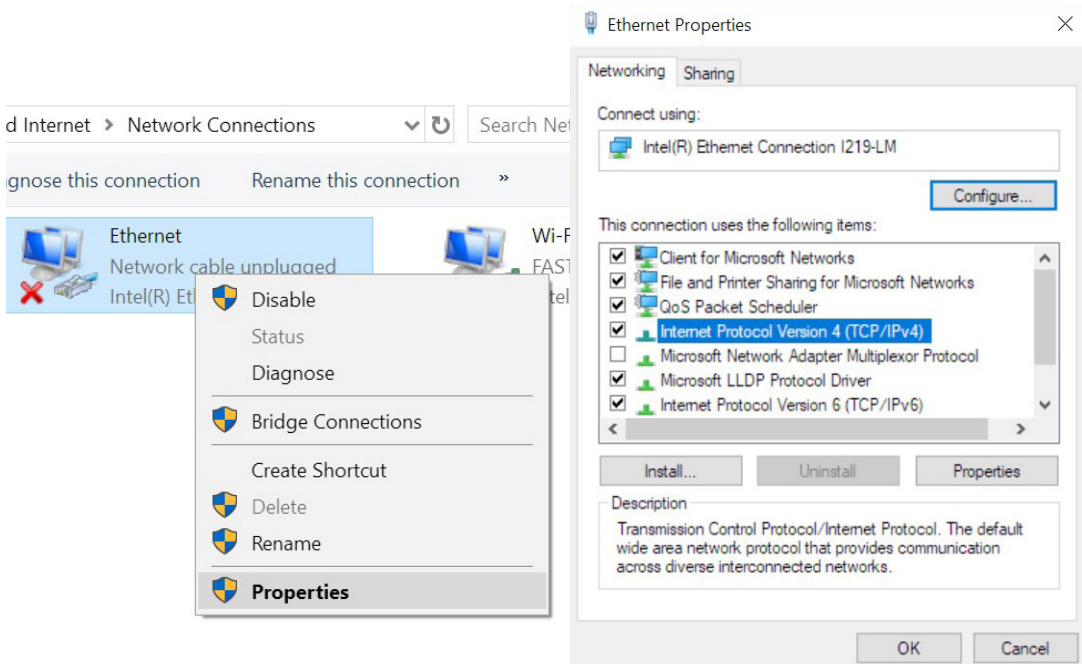 d Internet > Network Connections
Search Net
gnose this connection
Rename this connection
»
Ethernet
Network cable unplugged
Intel(R) Et
Wi-F
FAST
tel
Disable
Status
Diagnose
Bridge Connections
Create Shortcut
Delete
Rename
Properties
Ethernet Properties
Networking
Sharing
Connect using:
Intel(R) Ethernet Connection I219-LM
Configure...
This connection uses the following items:
Client for Microsoft Networks
File and Printer Sharing for Microsoft Networks
QoS Packet Scheduler
Internet Protocol Version 4 (TCP/IPv4)
Microsoft Network Adapter Multiplexor Protocol
Microsoft LLDP Protocol Driver
Internet Protocol Version 6 (TCP/IPv6)
Install...
Uninstall
Properties
Description
Transmission Control Protocol/Internet Protocol. The default
wide area network protocol that provides communication
across diverse interconnected networks.
OK
Cancel